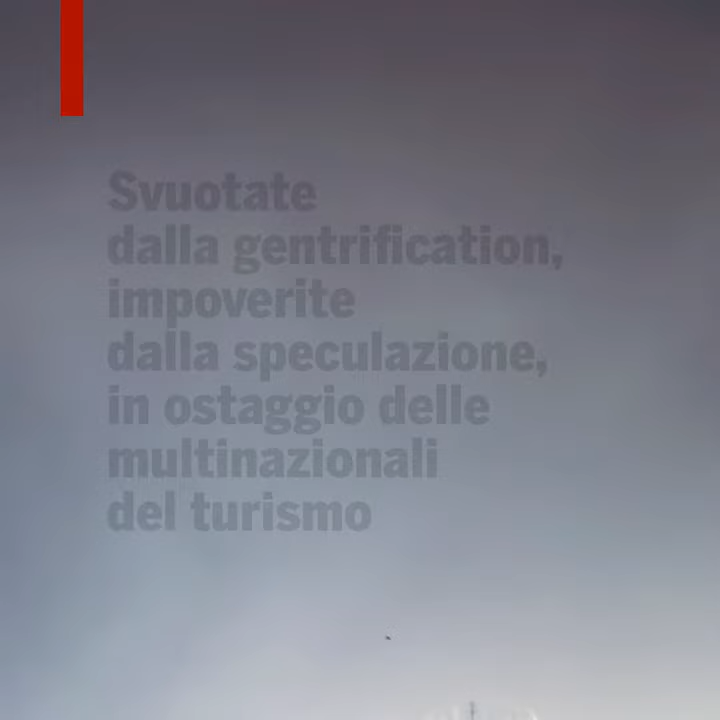 Svuotate
dalla gentrification,
impoverite
dalla speculazione,
in ostaggio delle
multinazionali
del turismo